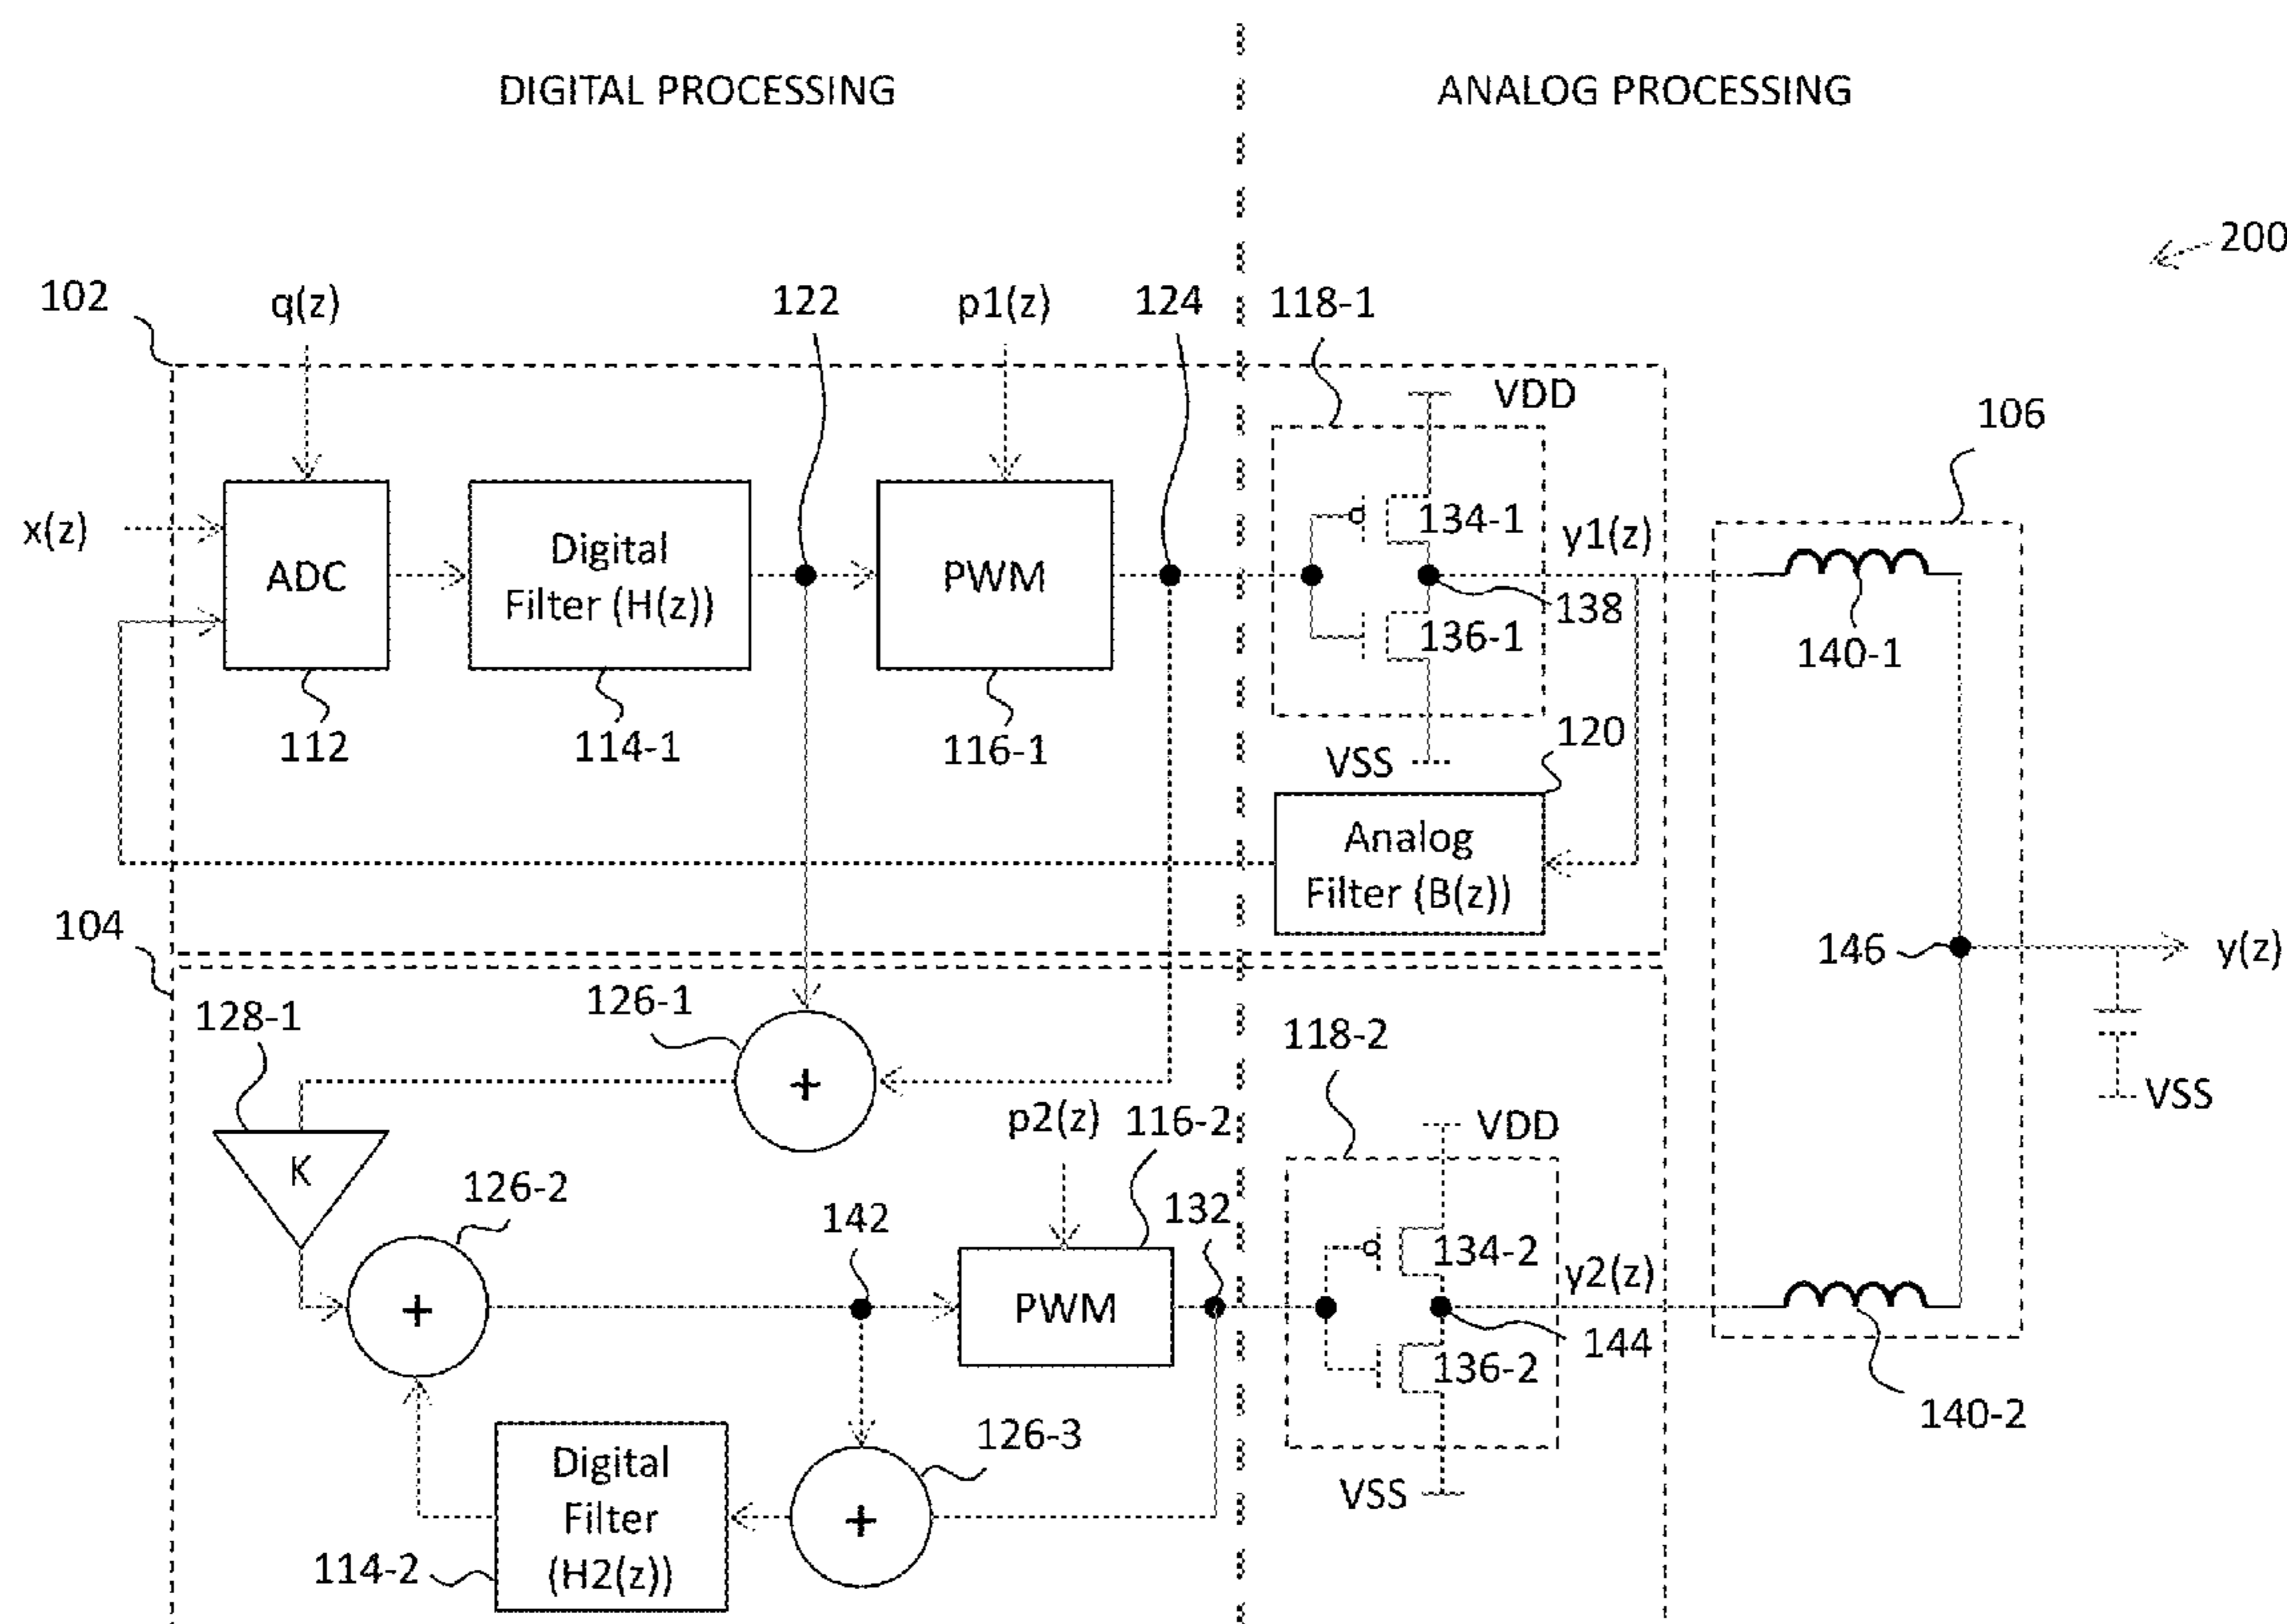 DIGITAL PROCESSING
ANALOG PROCESSING
200
102
q(z)
122
p1(z)
124
118-1
VDD
106
x(z)
ADC
Digital
Filter (H(z))
PWM
134-1
y1(z)
138
136-1
140-1
112
114-1
116-1
VSS
120
Analog
Filter (B(z))
104
146
y(z)
128-1
126-1
118-2
VSS
+
p2(z)
116-2
VDD
K
126-2
142
132
134-2
y2(z)
+
PWM
144
136-2
140-2
126-3
Digital
Filter
(H2(z))
+
VSS
114-2